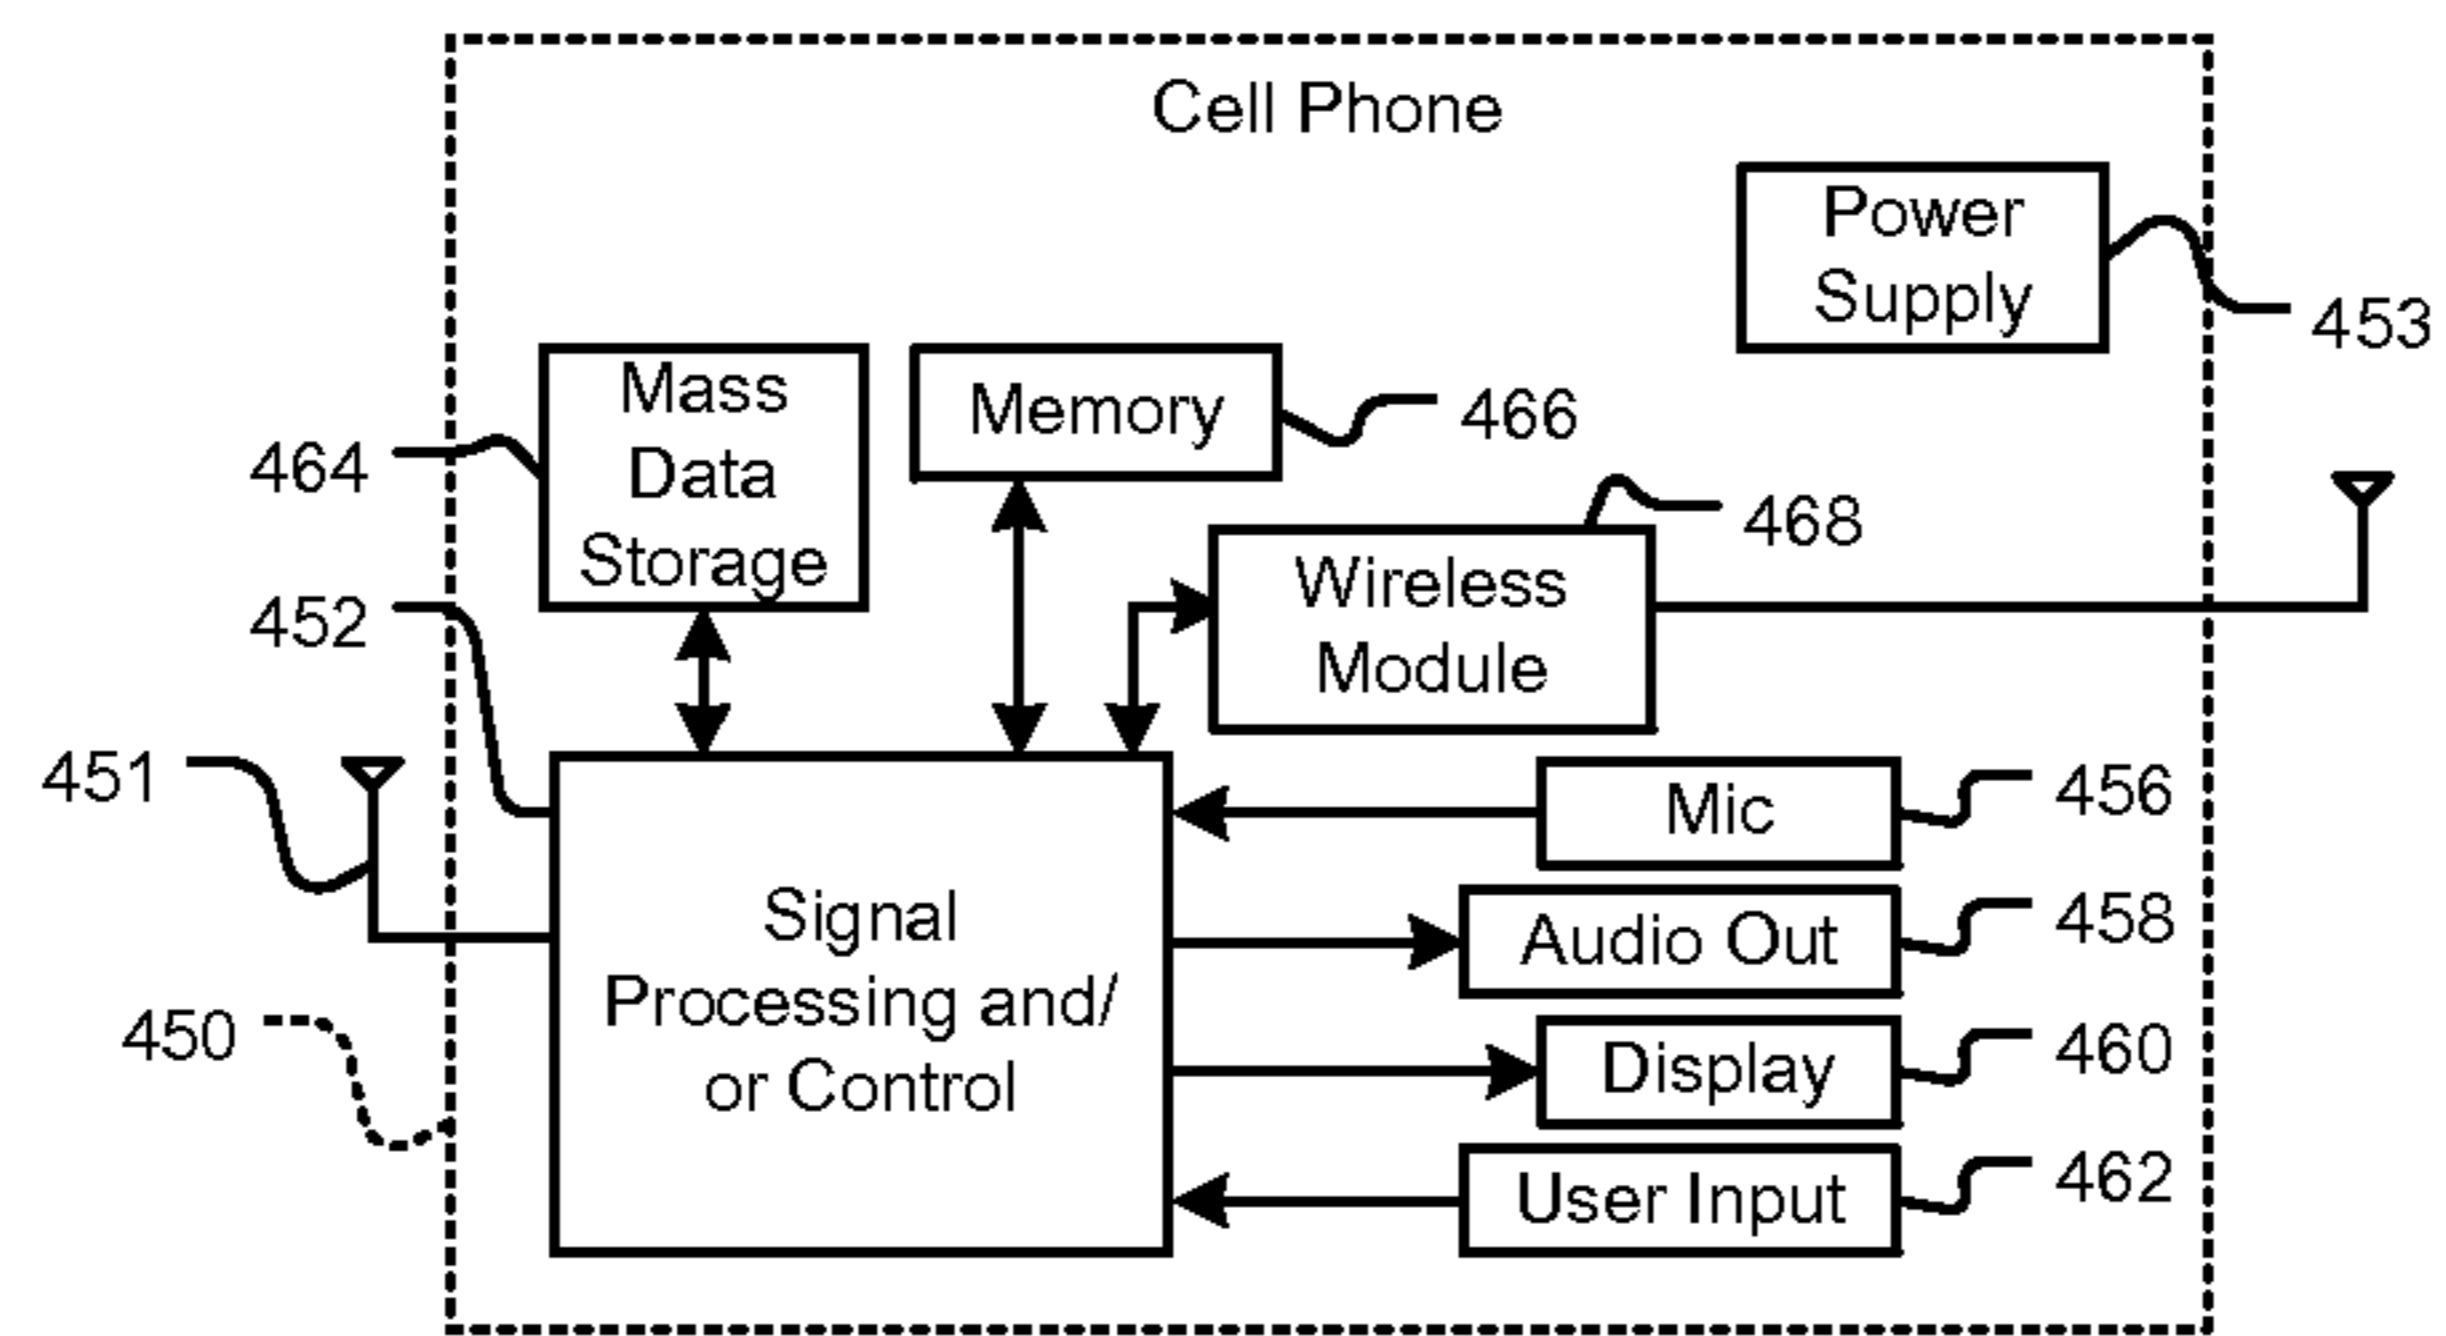 Cell Phone
Power
Supply
453
Mass
Data
Storage
464
Memory
466
468
Wireless
Module
452
451
Mic
456
Signal
Processing and/
or Control
Audio Out
458
450
Display
460
User Input
462